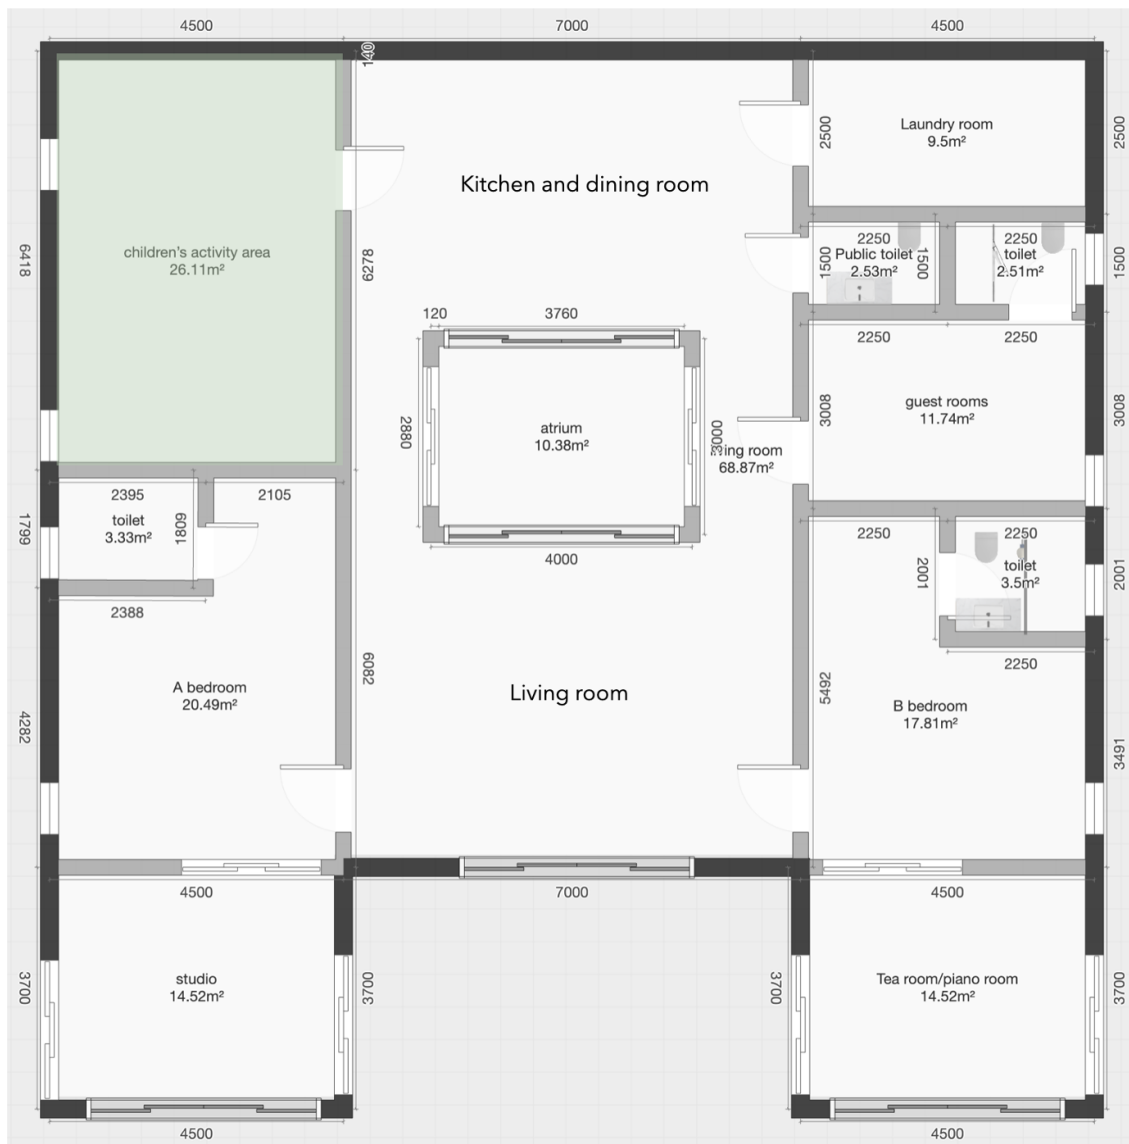 4500
7000
4500
140
Laundry room
9.5m²
2500
2500
Kitchen and dining room
children's activity area
26.11m²
6418
6278
2250
2250
Public toilet
2.53m²
1500
1500
toilet
2.51m²
1500
120
3760
2250
2250
atrium
10.38m²
2880
3000
ing room
68.87m²
guest rooms
11.74m²
3008
3008
2395
2105
toilet
3.33m²
1799
1809
4000
2250
2250
toilet
3.5m²
2001
2001
2388
2250
A bedroom
20.49m²
4282
6082
Living room
5492
B bedroom
17.81m²
3491
4500
7000
4500
studio
14.52m²
3700
3700
3700
Tea room/piano room
14.52m²
3700
4500
4500